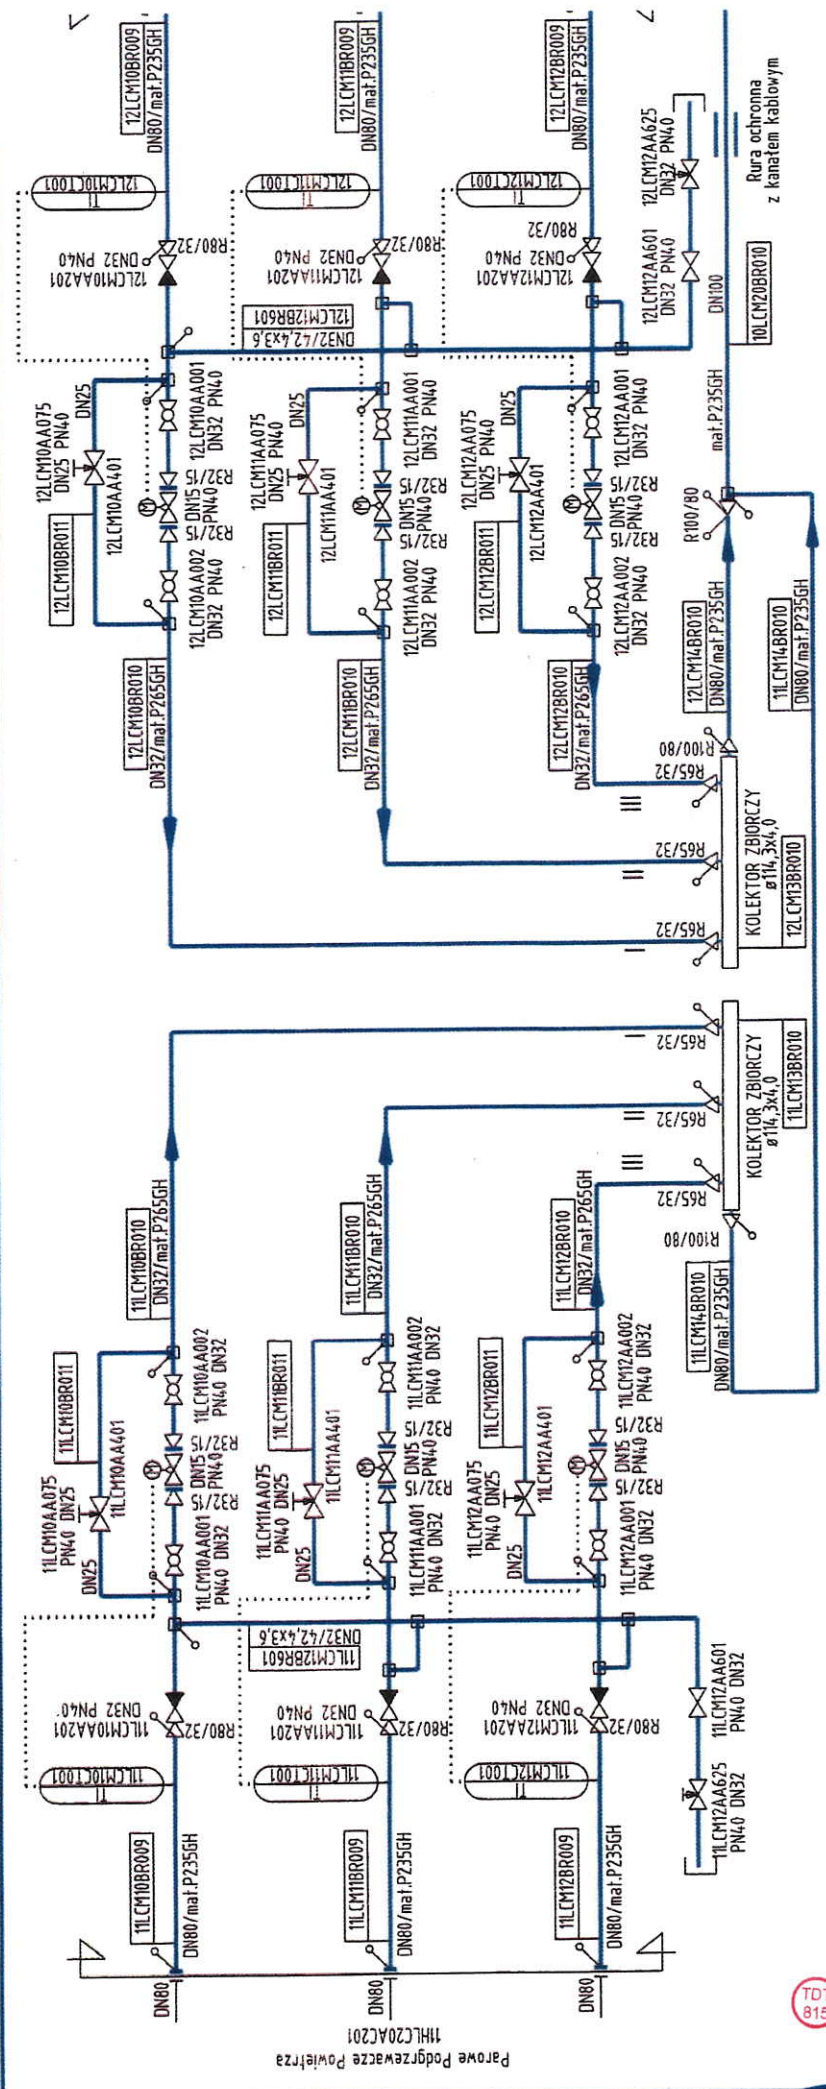 12LCM10BR009
DN80/mat.P235GH
12LCM11BR009
DN80/mat.P235GH
12LCM12BR009
DN80/mat.P235GH
TI
12LCM10CT001
TI
12LCM11CT001
TI
12LCM12CT001
12LCM10AA201
DN32 PN40
R80/32
12LCM11AA201
DN32 PN40
R80/32
12LCM12AA201
DN32 PN40
R80/32
12LCM12BR601
DN32/42,4x3,6
12LCM12AA601
DN32 PN40
12LCM12AA625
DN32 PN40
Rura ochronna
z kanałem kablowym
DN100
10LCM20BR010
mat.P235GH
R100/80
12LCM10AA075
DN25 PN40
DN25
12LCM10BR011
12LCM10AA401
12LCM10AA001
DN32 PN40
R32/15
DN15
PN40
R32/15
M
12LCM10AA002
DN32 PN40
12LCM11AA075
DN25 PN40
DN25
12LCM11BR011
12LCM11AA401
12LCM11AA001
DN32 PN40
R32/15
DN15
PN40
R32/15
M
12LCM11AA002
DN32 PN40
12LCM12AA075
DN25 PN40
DN25
12LCM12BR011
12LCM12AA401
12LCM12AA001
DN32 PN40
R32/15
DN15
PN40
R32/15
M
12LCM12AA002
DN32 PN40
12LCM10BR010
DN32/mat.P265GH
12LCM11BR010
DN32/mat.P265GH
12LCM12BR010
DN32/mat.P265GH
12LCM14BR010
DN80/mat.P235GH
11LCM14BR010
DN80/mat.P235GH
R100/80
R65/32
III
R65/32
II
R65/32
I
KOLEKTOR ZBIORCZY
ø114,3x4,0
12LCM13BR010
R65/32
I
R65/32
II
R65/32
III
KOLEKTOR ZBIORCZY
ø114,3x4,0
11LCM13BR010
R100/80
11LCM14BR010
DN80/mat.P235GH
11LCM10BR010
DN32/mat.P265GH
11LCM11BR010
DN32/mat.P265GH
11LCM12BR010
DN32/mat.P265GH
11LCM10BR011
11LCM10AA401
11LCM10AA075
PN40 DN25
DN25
11LCM10AA002
PN40 DN32
R32/15
DN15
PN40
R32/15
M
11LCM10AA001
PN40 DN32
11LCM11BR011
11LCM11AA401
11LCM11AA075
PN40 DN25
DN25
11LCM11AA002
PN40 DN32
R32/15
DN15
PN40
R32/15
M
11LCM11AA001
PN40 DN32
11LCM12BR011
11LCM12AA401
11LCM12AA075
PN40 DN25
DN25
11LCM12AA002
PN40 DN32
R32/15
DN15
PN40
R32/15
M
11LCM12AA001
PN40 DN32
11LCM12BR601
DN32/42,4x3,6
11LCM10AA201
DN32 PN40
R80/32
11LCM11AA201
DN32 PN40
R80/32
11LCM12AA201
DN32 PN40
R80/32
11LCM12AA601
PN40 DN32
11LCM12AA625
PN40 DN32
TI
11LCM10CT001
TI
11LCM11CT001
TI
11LCM12CT001
11LCM10BR009
DN80/mat.P235GH
11LCM11BR009
DN80/mat.P235GH
11LCM12BR009
DN80/mat.P235GH
DN80
DN80
DN80
Parowe Podgrzewacze Powietrza
11HLC20AC201
TDT
815